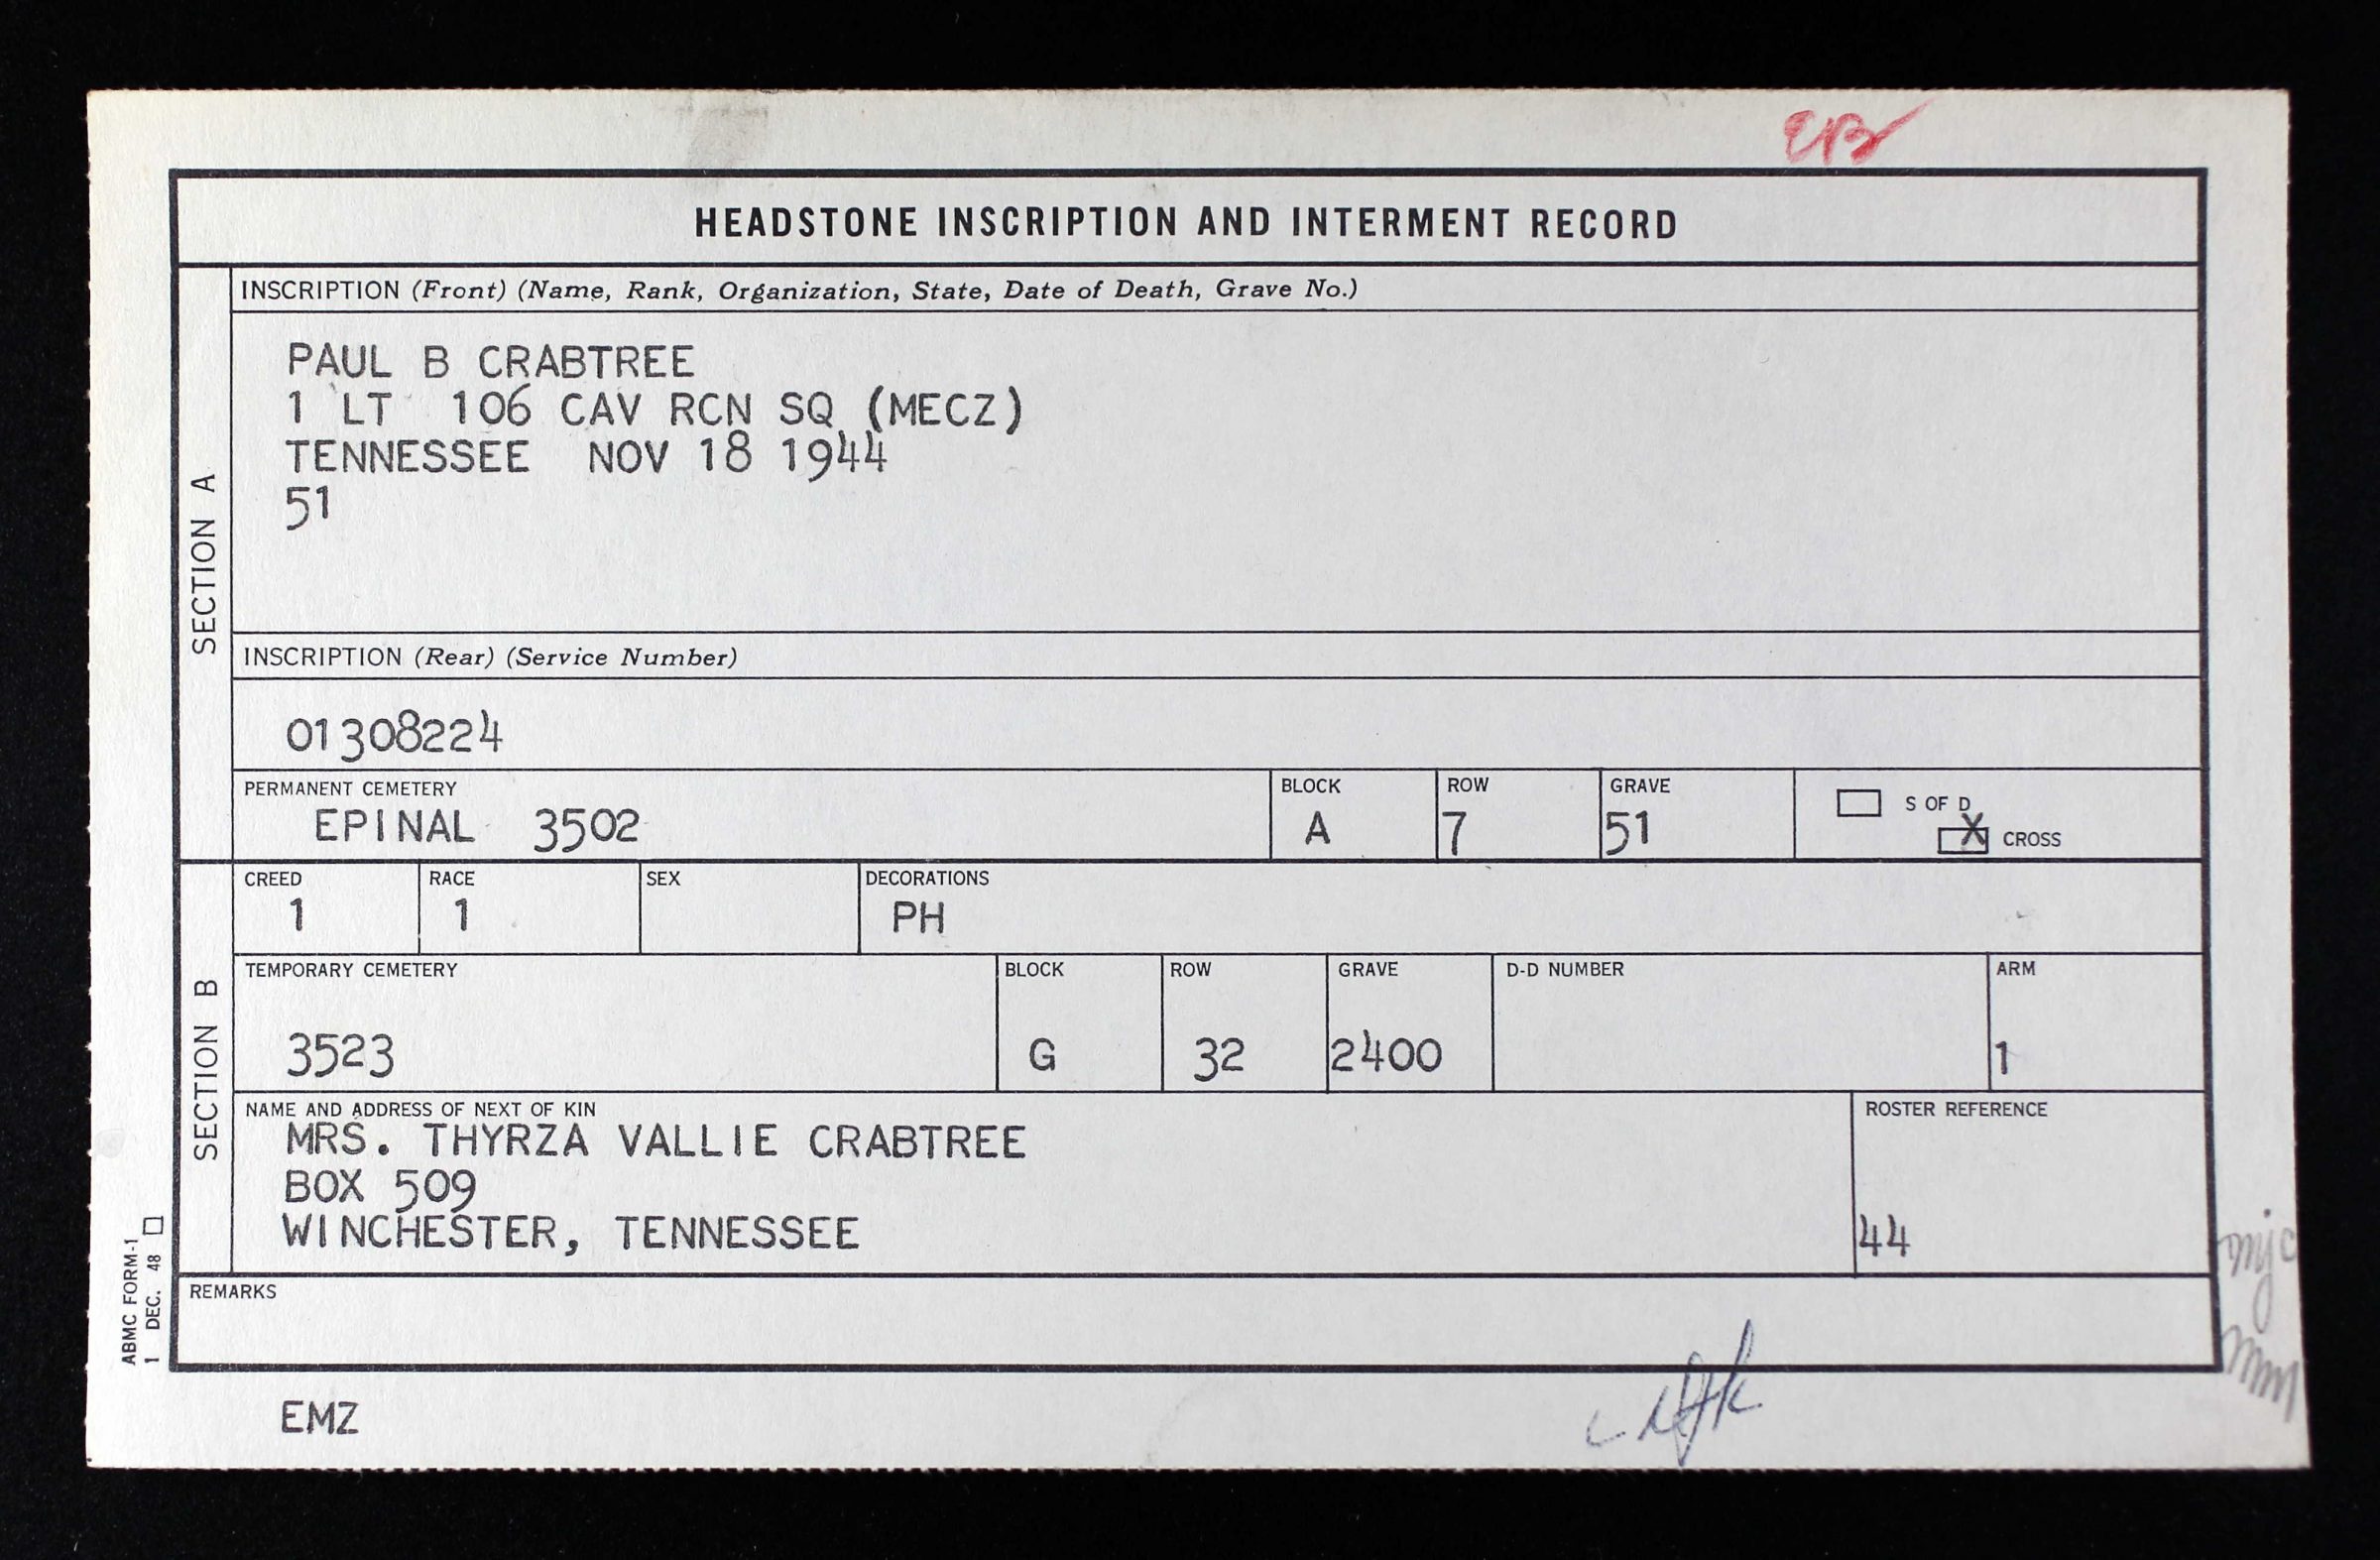 HEADSTONE INSCRIPTION AND INTERMENT RECORD
SECTION A
INSCRIPTION (Front) (Name, Rank, Organization, State, Date of Death, Grave No.)
PAUL B CRABTREE
1 LT 106 CAV RCN SQ (MECZ)
TENNESSEE NOV 18 1944
51
INSCRIPTION (Rear) (Service Number)
01308224
PERMANENT CEMETERY BLOCK ROW GRAVE S OF D
EPINAL 3502 A 7 51 X CROSS
SECTION B
CREED RACE SEX DECORATIONS
1 1 PH
TEMPORARY CEMETERY BLOCK ROW GRAVE D-D NUMBER ARM
3523 G 32 2400 1
NAME AND ADDRESS OF NEXT OF KIN ROSTER REFERENCE
MRS. THYRZA VALLIE CRABTREE
BOX 509
WINCHESTER, TENNESSEE 44
REMARKS
ABMC FORM-1
1 DEC. 48
EMZ